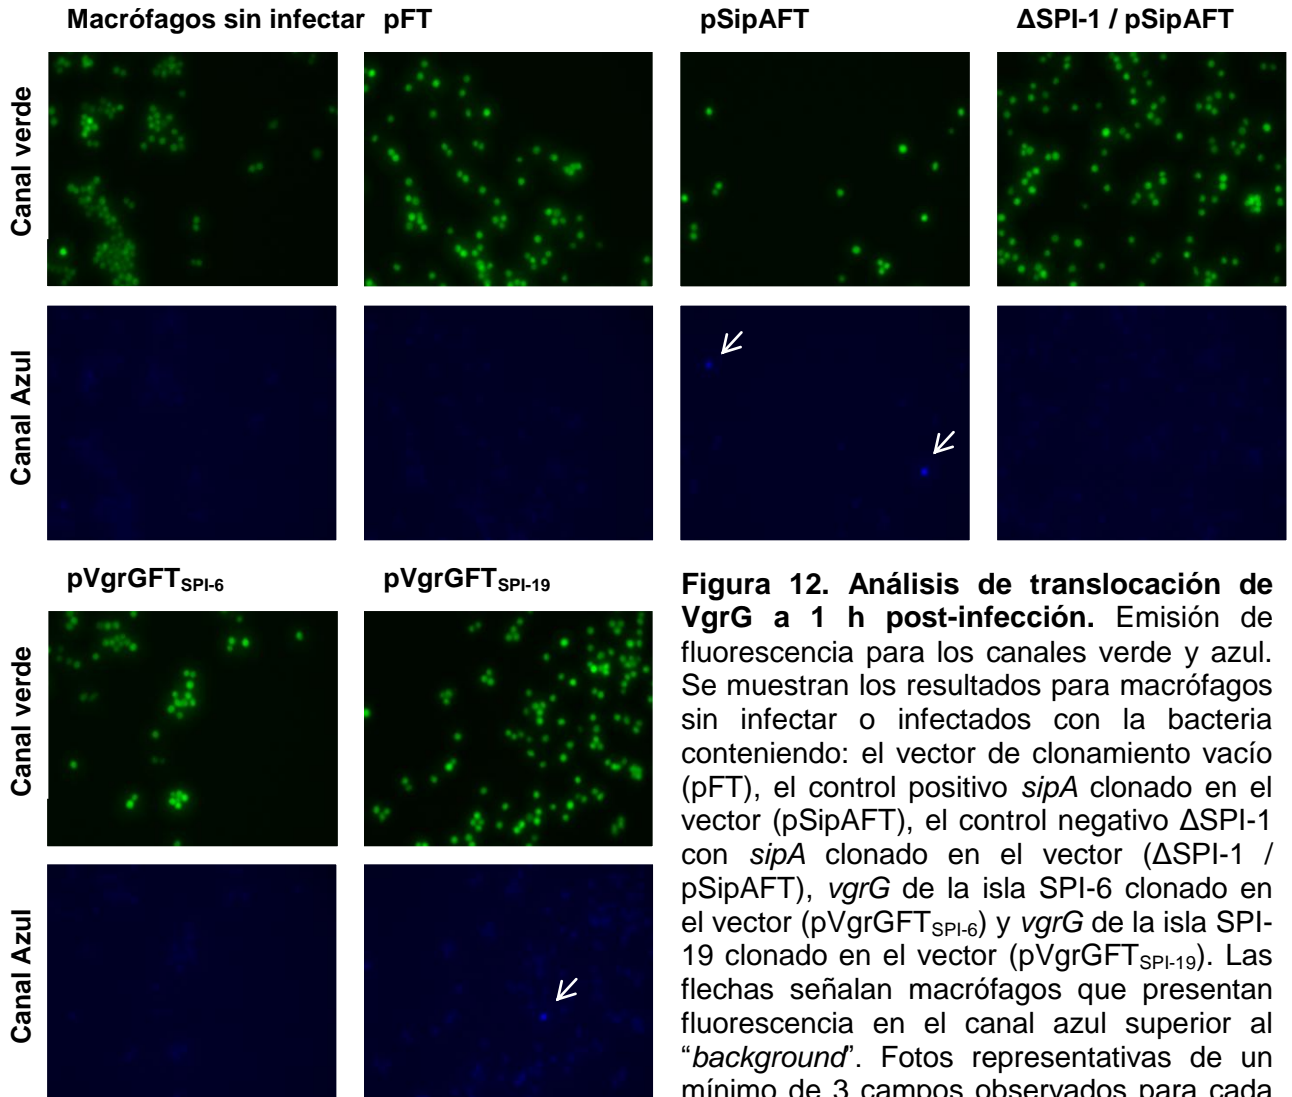 Macrófagos sin infectar pFT pSipAFT ΔSPI-1 / pSipAFT
Canal verde
Canal Azul
pVgrGFTSPI-6 pVgrGFTSPI-19
Canal verde
Canal Azul
Figura 12. Análisis de translocación de
VgrG a 1 h post-infección. Emisión de
fluorescencia para los canales verde y azul.
Se muestran los resultados para macrófagos
sin infectar o infectados con la bacteria
conteniendo: el vector de clonamiento vacío
(pFT), el control positivo sipA clonado en el
vector (pSipAFT), el control negativo ΔSPI-1
con sipA clonado en el vector (ΔSPI-1 /
pSipAFT), vgrG de la isla SPI-6 clonado en
el vector (pVgrGFTSPI-6) y vgrG de la isla SPI-
19 clonado en el vector (pVgrGFTSPI-19). Las
flechas señalan macrófagos que presentan
fluorescencia en el canal azul superior al
“background”. Fotos representativas de un
mínimo de 3 campos observados para cada